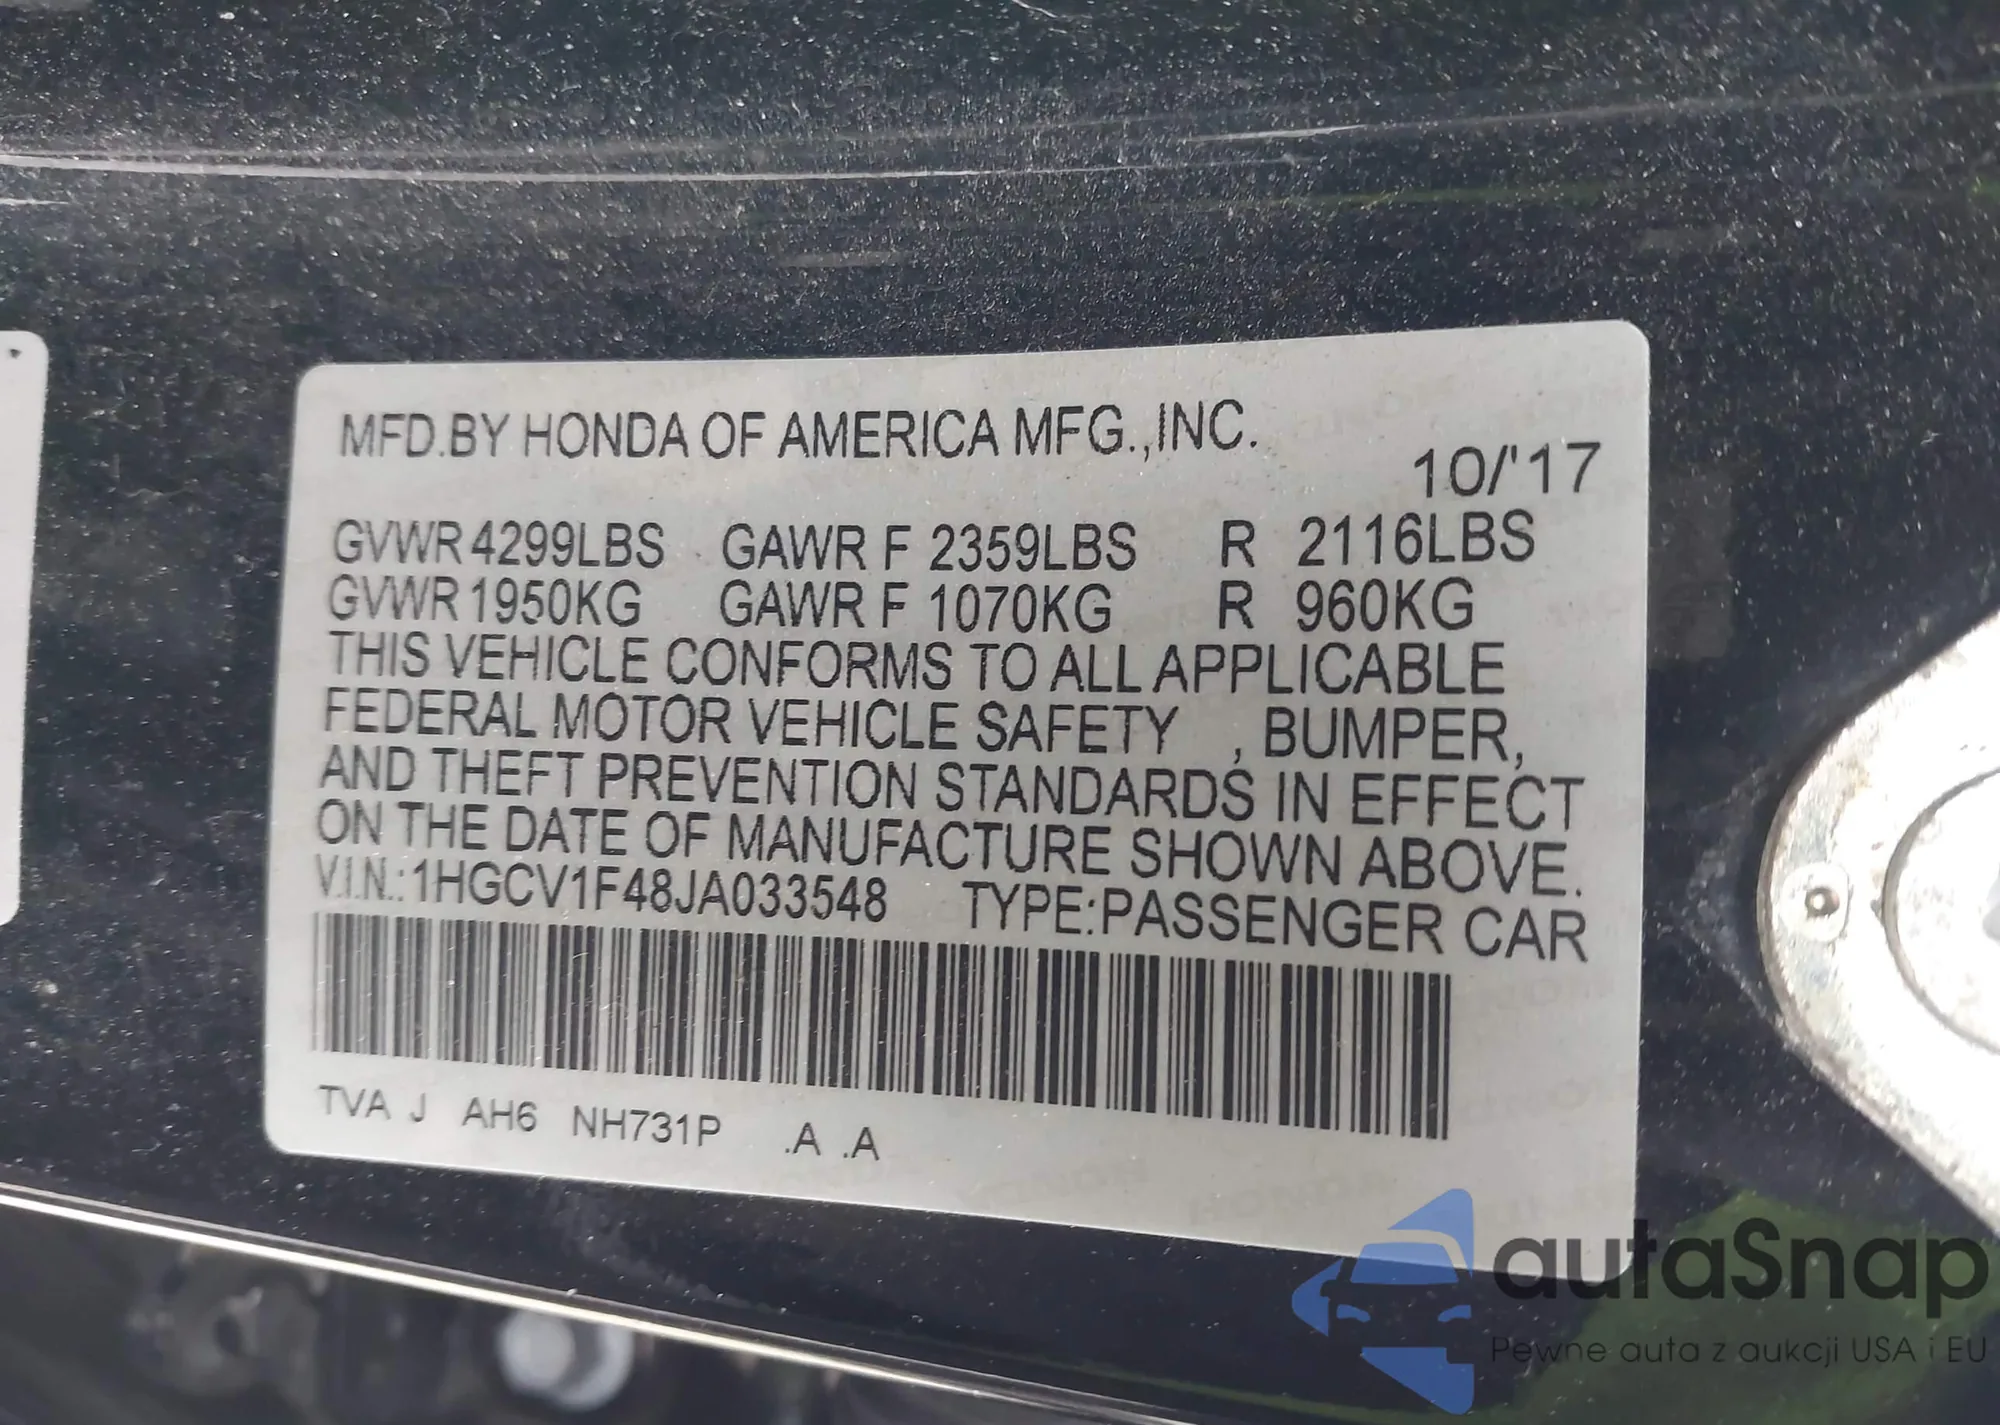 MFD.BY HONDA OF AMERICA MFG.,INC.
10/'17
GVWR 4299LBS GAWR F 2359LBS R 2116LBS
GVWR 1950KG GAWR F 1070KG R 960KG
THIS VEHICLE CONFORMS TO ALL APPLICABLE
FEDERAL MOTOR VEHICLE SAFETY , BUMPER,
AND THEFT PREVENTION STANDARDS IN EFFECT
ON THE DATE OF MANUFACTURE SHOWN ABOVE.
V.I.N.:1HGCV1F48JA033548 TYPE:PASSENGER CAR
TVA J AH6 NH731P .A .A
autaSnap
Pewne auta z aukcji USA i EU